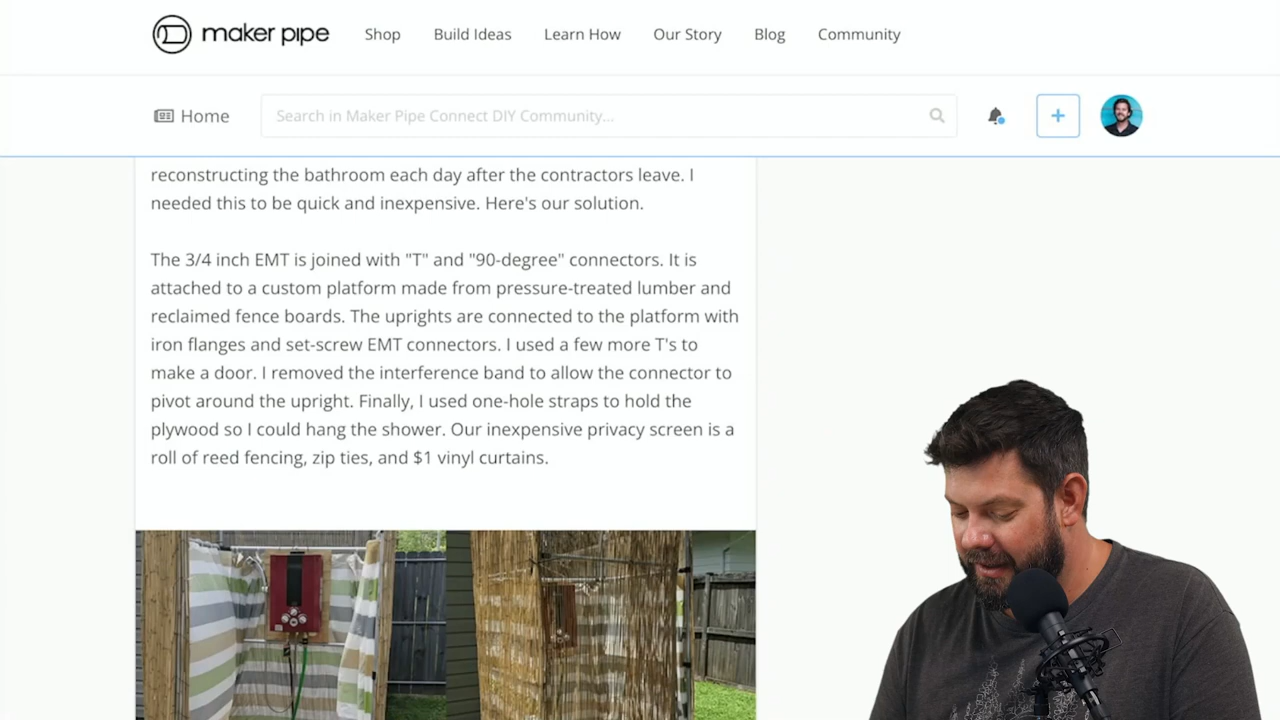 maker pipe
Shop
Build Ideas
Learn How
Our Story
Blog
Community
Home
Search in Maker Pipe Connect DIY Community...
reconstructing the bathroom each day after the contractors leave. I
needed this to be quick and inexpensive. Here's our solution.
The 3/4 inch EMT is joined with "T" and "90-degree" connectors. It is
attached to a custom platform made from pressure-treated lumber and
reclaimed fence boards. The uprights are connected to the platform with
iron flanges and set-screw EMT connectors. I used a few more T's to
make a door. I removed the interference band to allow the connector to
pivot around the upright. Finally, I used one-hole straps to hold the
plywood so I could hang the shower. Our inexpensive privacy screen is a
roll of reed fencing, zip ties, and $1 vinyl curtains.